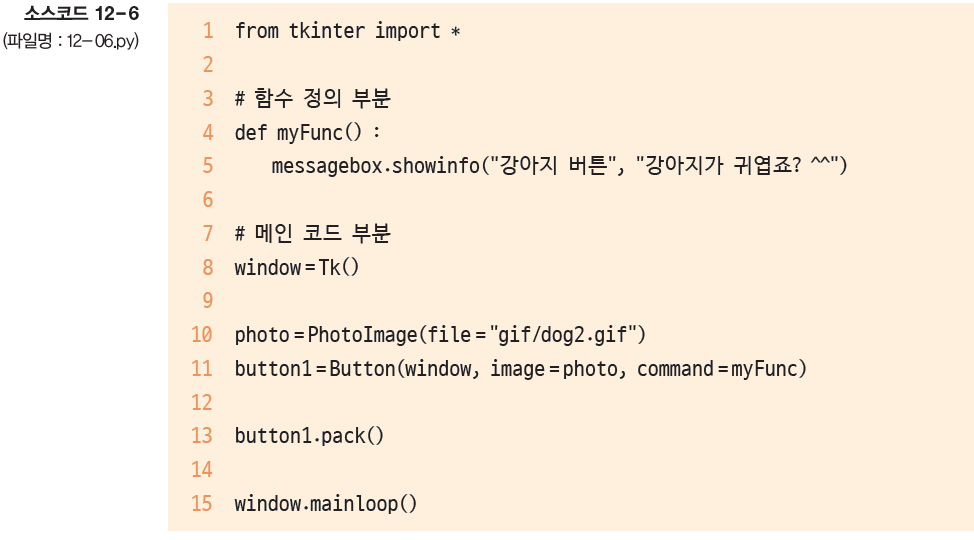 소스코드 12-6
(파일명 : 12-06.py)
1 from tkinter import *
2
3 # 함수 정의 부분
4 def myFunc() :
5     messagebox.showinfo("강아지 버튼", "강아지가 귀엽죠? ^^")
6
7 # 메인 코드 부분
8 window=Tk()
9
10 photo=PhotoImage(file="gif/dog2.gif")
11 button1=Button(window, image=photo, command=myFunc)
12
13 button1.pack()
14
15 window.mainloop()